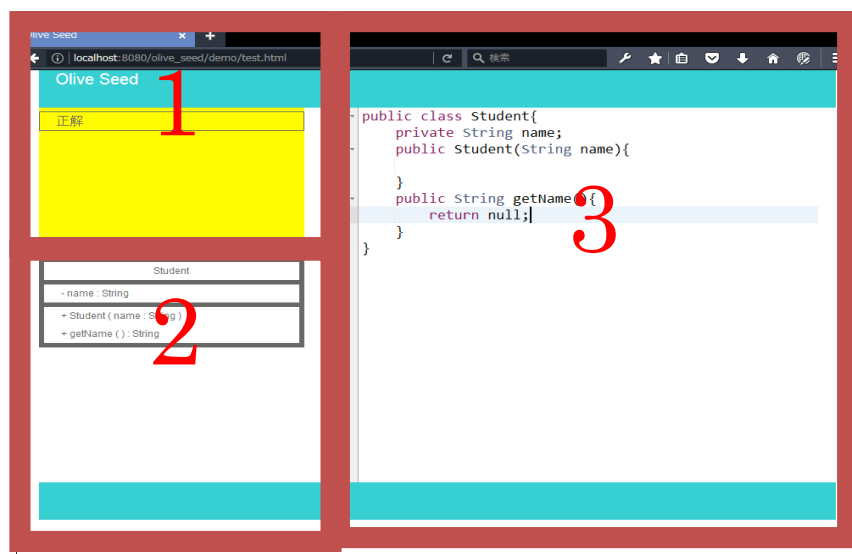 Olive Seed × +
localhost:8080/olive_seed/demo/test.html
検索
Olive Seed
1
正解
Student
- name : String
+ Student ( name : String )
+ getName ( ) : String
2
public class Student{
private String name;
public Student(String name){
}
public String getName(){
return null;
}
}
3